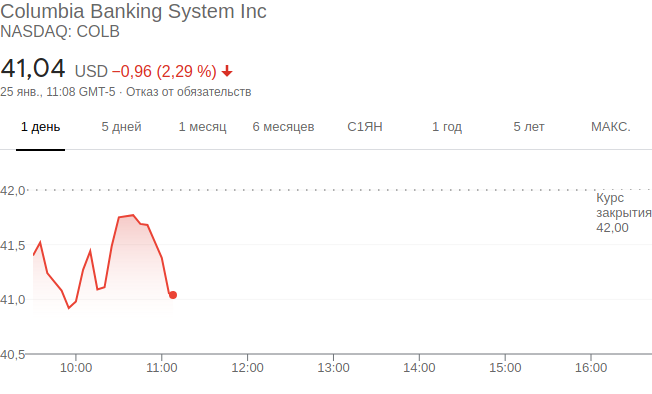 Columbia Banking System Inc
NASDAQ: COLB
41,04 USD −0,96 (2,29 %)
25 янв., 11:08 GMT-5 · Отказ от обязательств
1 день 5 дней 1 месяц 6 месяцев С1ЯН 1 год 5 лет МАКС.
42,0
Курс
закрытия
42,00
41,5
41,0
40,5
10:00 11:00 12:00 13:00 14:00 15:00 16:00